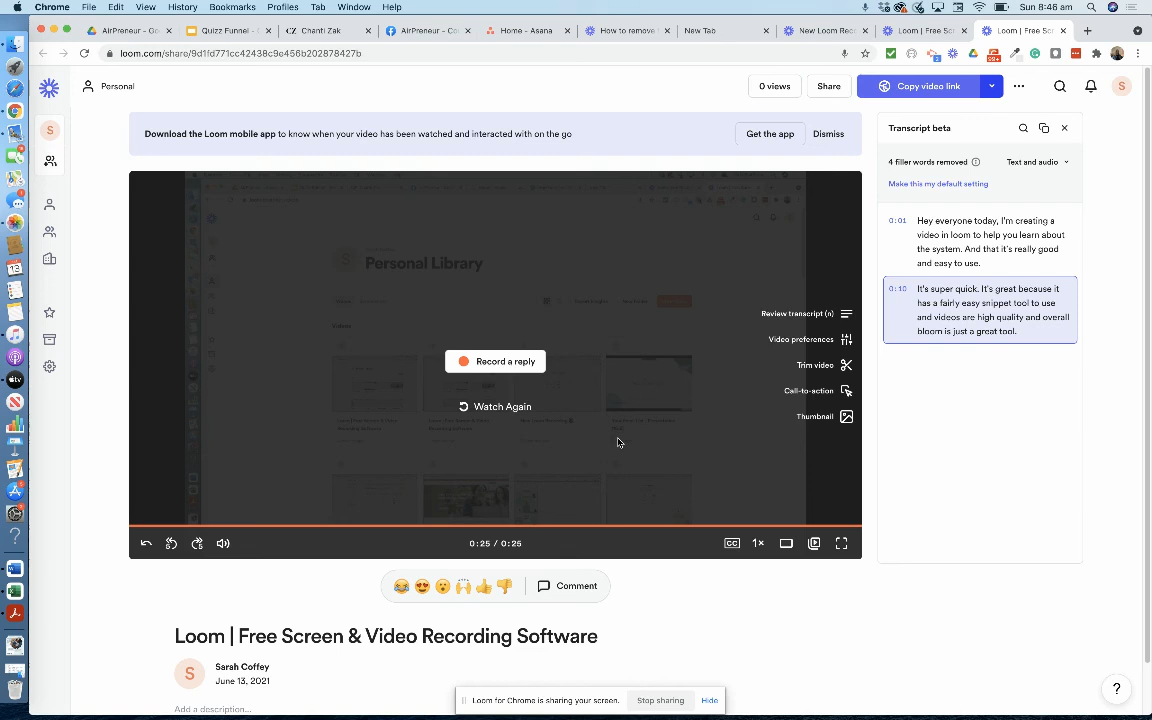 Chrome File Edit View History Bookmarks Profiles Tab Window Help Sun 8:46 am
AirPreneur - Go Quizz Funnel - G CZ Chanti Zak AirPreneur - Co Home - Asana How to remove New Tab New Loom Rec Loom | Free Sc Loom | Free Sc
loom.com/share/9d1fd771cc42438c9e456b202878427b
Personal
0 views
Share
Copy video link
S
S
Download the Loom mobile app to know when your video has been watched and interacted with on the go
Get the app
Dismiss
Transcript beta
4 filler words removed
Text and audio
Make this my default setting
0:01 Hey everyone today, I'm creating a
video in loom to help you learn about
the system. And that it's really good
and easy to use.
0:10 It's super quick. It's great because it
has a fairly easy snippet tool to use
and videos are high quality and overall
bloom is just a great tool.
Personal Library
Videos
Review transcript (n)
Video preferences
Trim video
Call-to-action
Thumbnail
Record a reply
Watch Again
5
5
0:25 / 0:25
CC
1×
Comment
Loom | Free Screen & Video Recording Software
S
Sarah Coffey
June 13, 2021
Add a description...
Loom for Chrome is sharing your screen.
Stop sharing
Hide
?